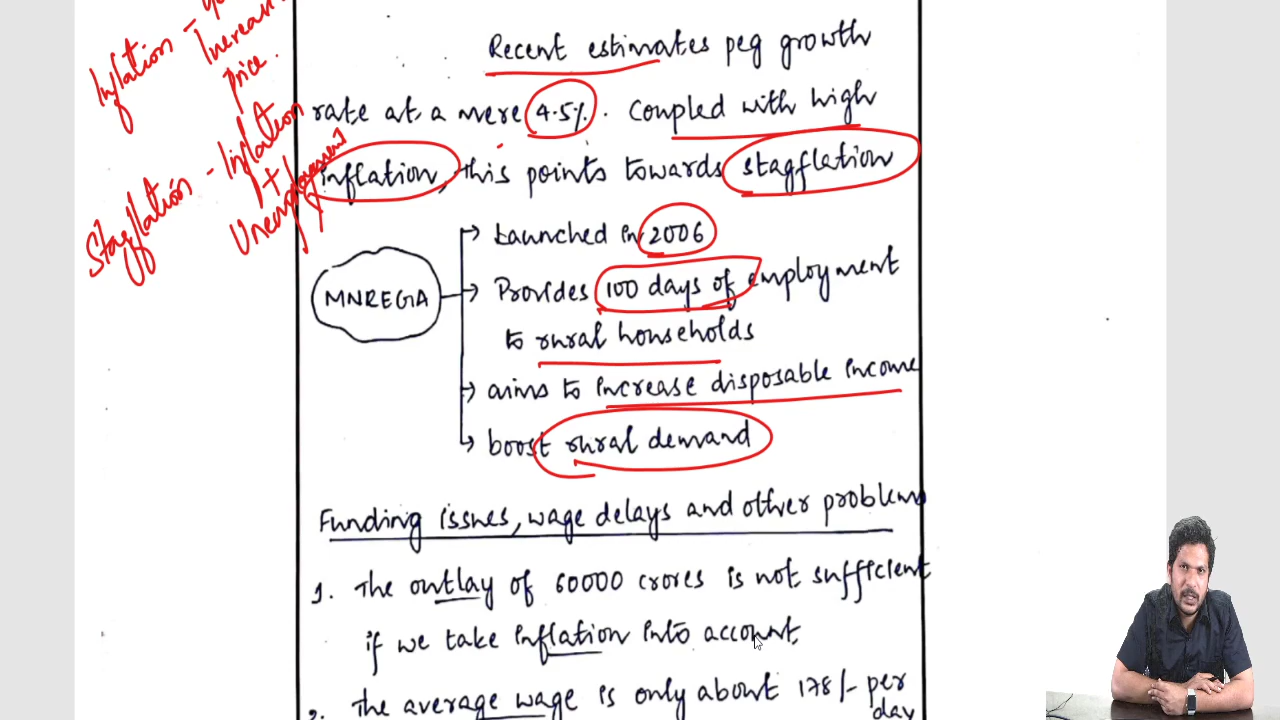 Inflation -
Increase
Price.
Stagflation - Inflation
+
Unemployment
Recent estimates peg growth
rate at a mere 4.5%. Coupled with high
inflation, this points towards stagflation
MNREGA
→ Launched in 2006
→ Provides 100 days of employment
to rural households
→ aims to increase disposable income
→ boost rural demand
Funding issues, wage delays and other problems
1. The outlay of 60000 crores is not sufficient
if we take inflation into account.
2. The average wage is only about 178/- per
day